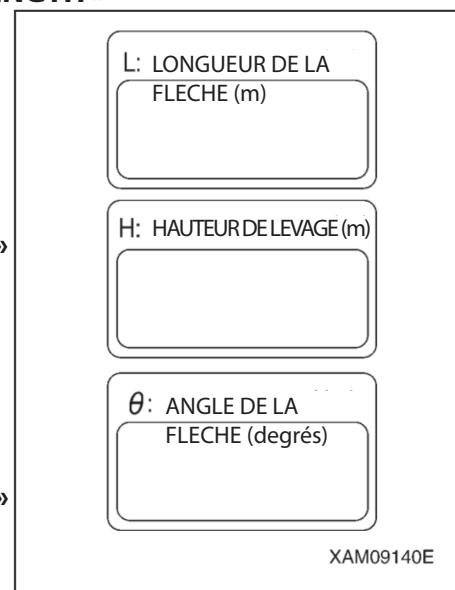 L: LONGUEUR DE LA
FLECHE (m)
H: HAUTEUR DE LEVAGE (m)
»
θ: ANGLE DE LA
FLECHE (degrés)
»
XAM09140E